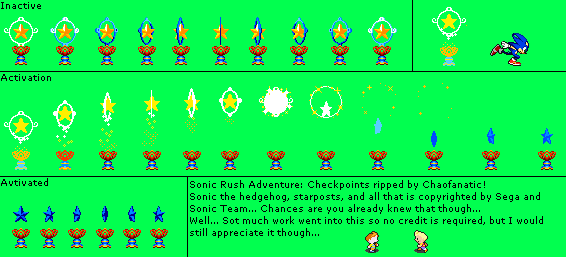 Inactive
Activation
Avtivated
Sonic Rush Adventure: Checkpoints ripped by Chaofanatic!
Sonic the hedgehog, starposts, and all that is copyrighted by Sega and
Sonic Team... Chances are you already knew that though...
Well... Sot much work went into this so no credit is required, but I would
still appreciate it though...